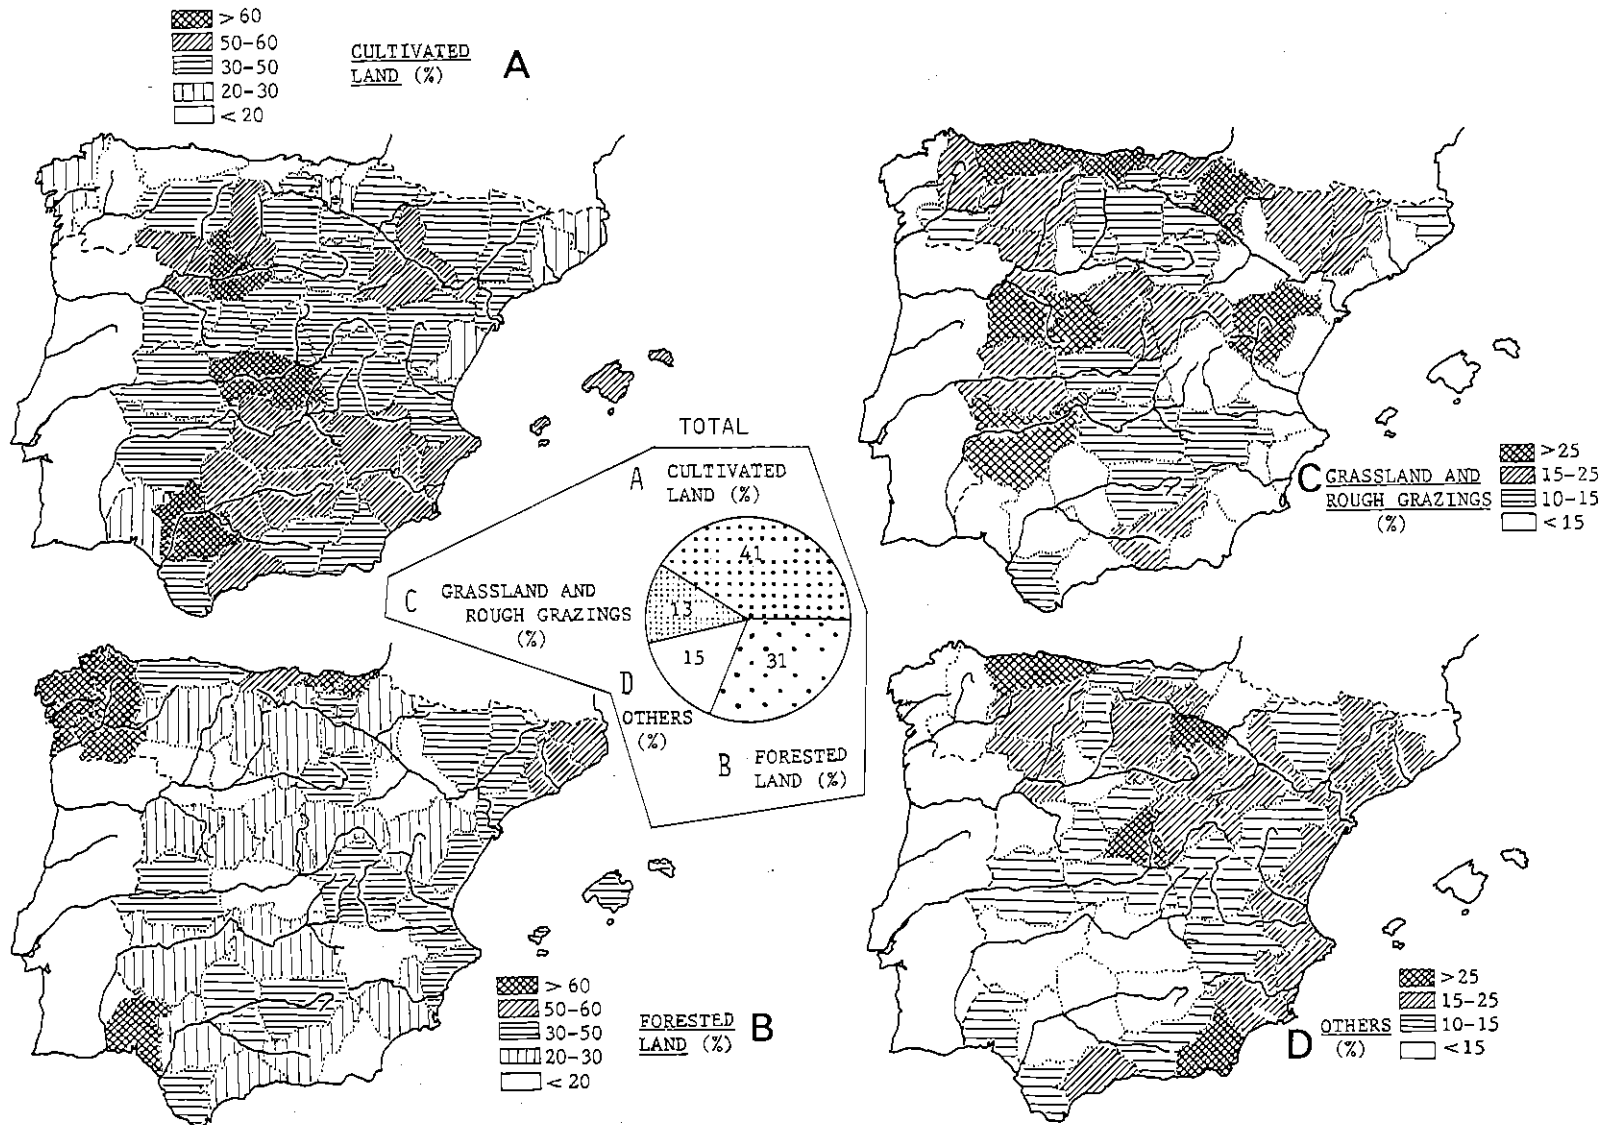 > 60
50-60
30-50
20-30
< 20
CULTIVATED
LAND (%)
A
TOTAL
A CULTIVATED
LAND (%)
41
C GRASSLAND AND
ROUGH GRAZINGS
(%)
13
15
31
D
OTHERS
(%)
B FORESTED
LAND (%)
C GRASSLAND AND
ROUGH GRAZINGS
(%)
>25
15-25
10-15
<15
> 60
50-60
30-50
20-30
< 20
FORESTED
LAND (%)
B
D OTHERS
(%)
>25
15-25
10-15
<15